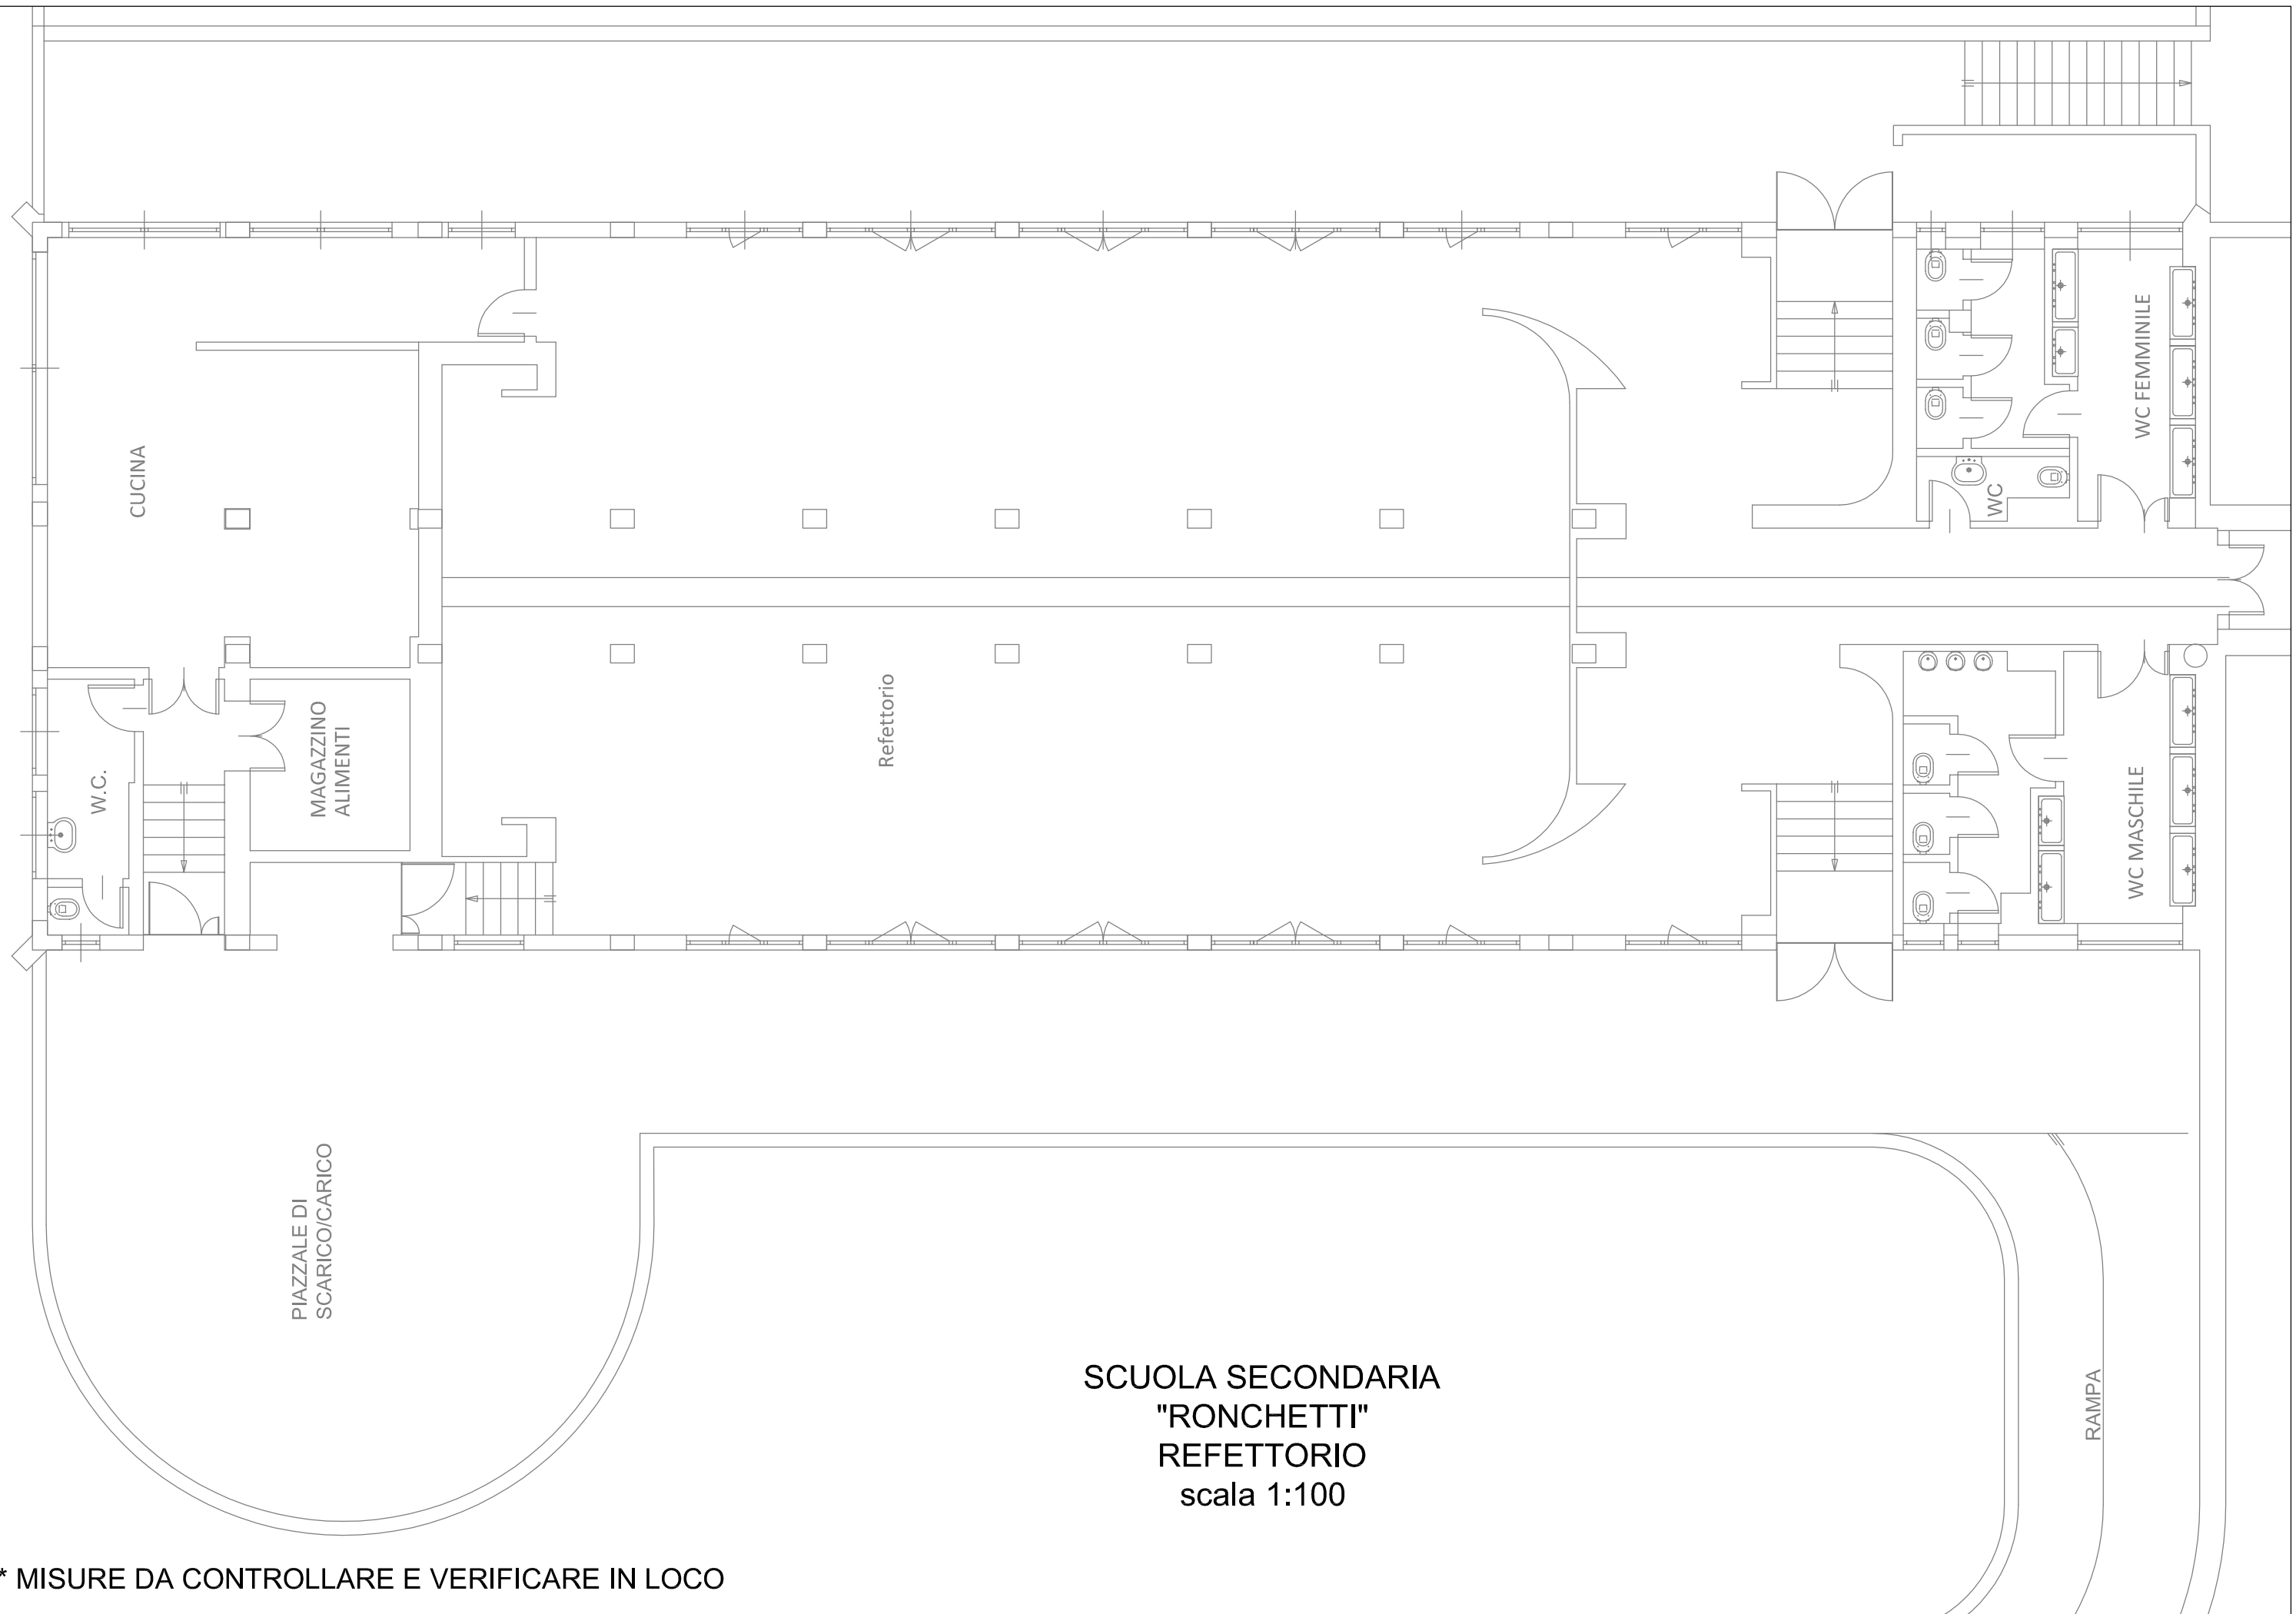 CUCINA
WC FEMMINILE
WC
Refettorio
MAGAZZINO
ALIMENTI
W.C.
WC MASCHILE
PIAZZALE DI
SCARICO/CARICO
RAMPA
SCUOLA SECONDARIA
"RONCHETTI"
REFETTORIO
scala 1:100
* MISURE DA CONTROLLARE E VERIFICARE IN LOCO